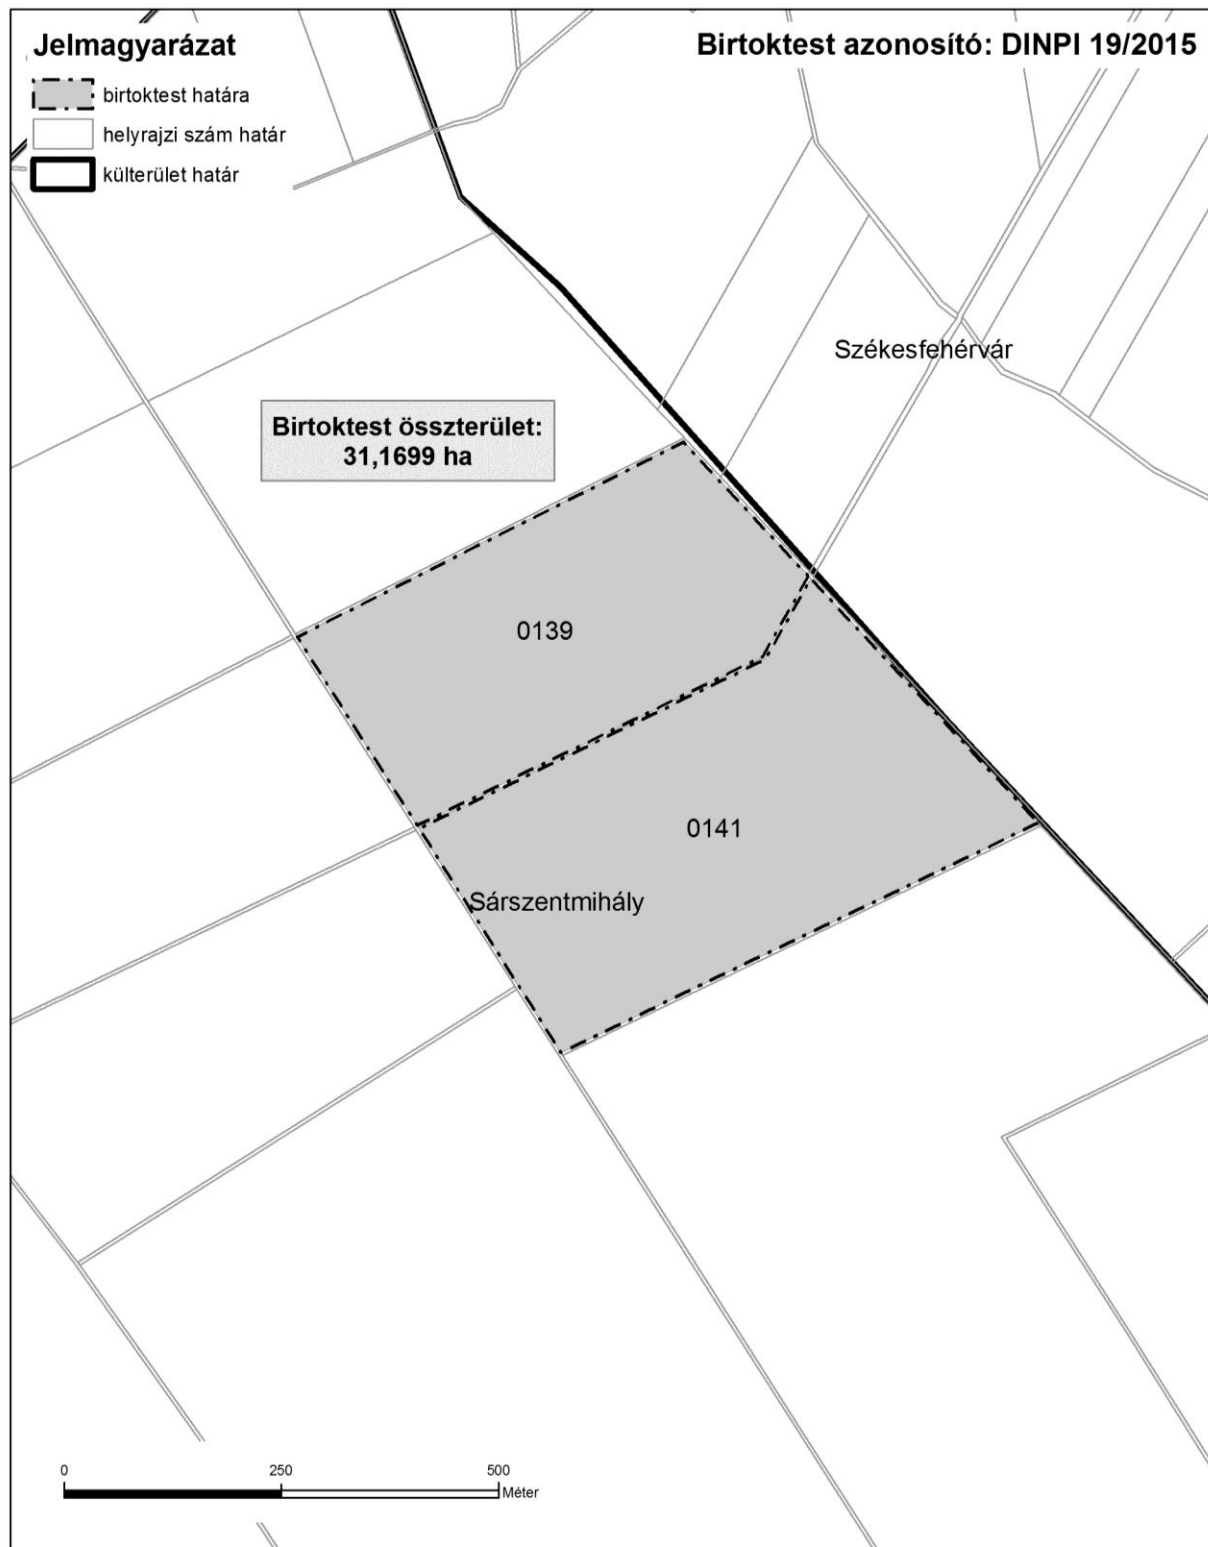 Jelmagyarázat
birtoktest határa
helyrajzi szám határ
külterület határ
Birtoktest azonosító: DINPI 19/2015
Székesfehérvár
Birtoktest összterület:
31,1699 ha
0139
0141
Sárszentmihály
0 250 500
Méter